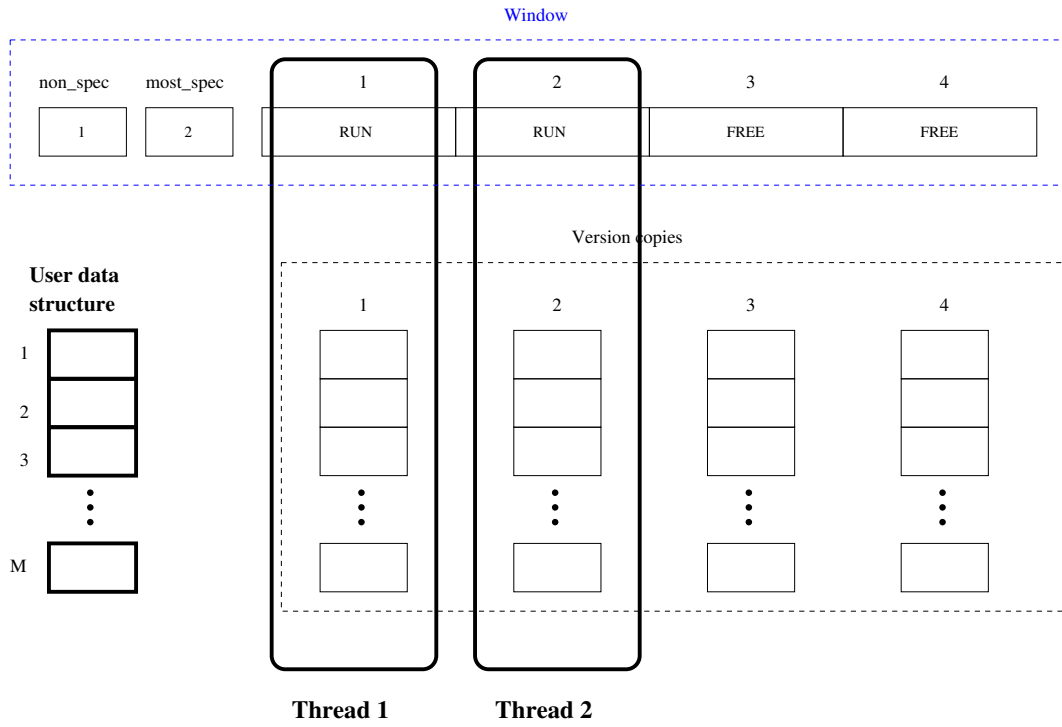 Window
non_spec most_spec 1 2 3 4
1 2 RUN RUN FREE FREE
Version copies
User data
structure
1 2 3 4
1
2
3
M
Thread 1 Thread 2